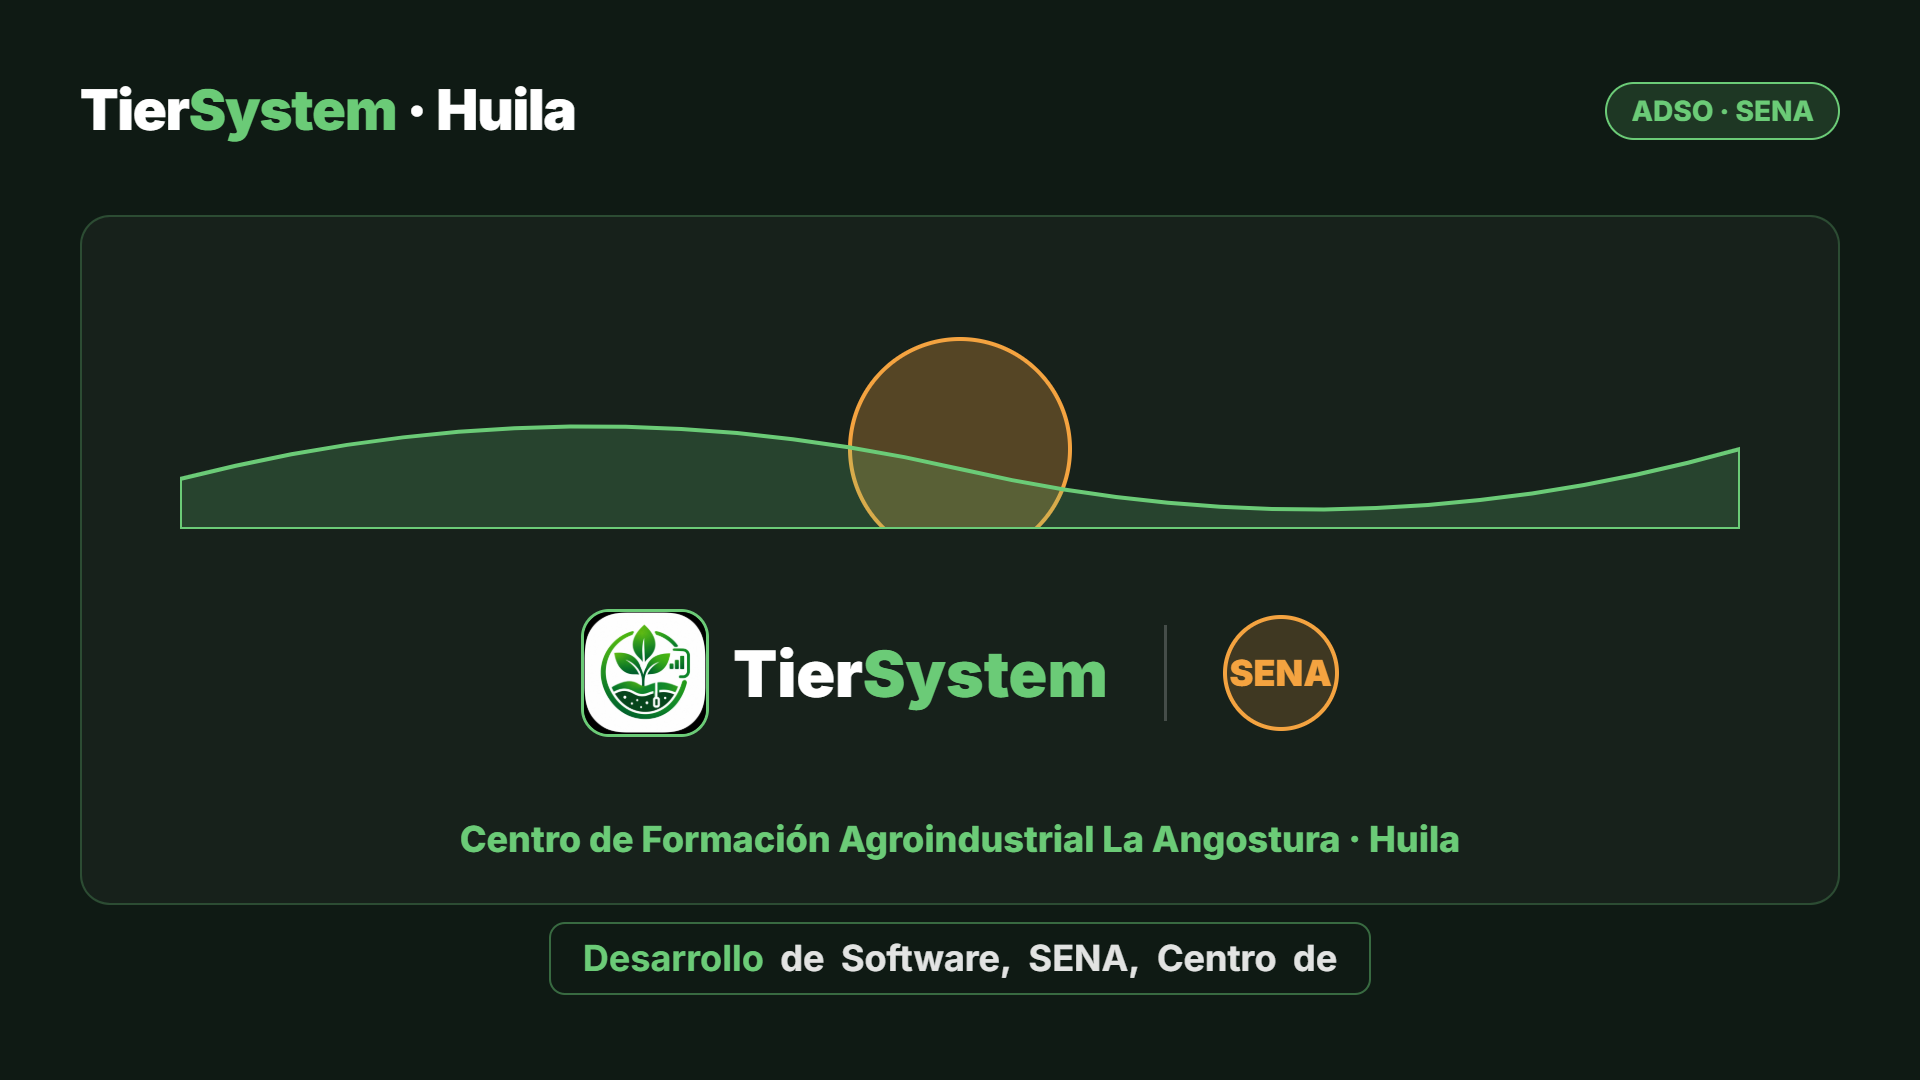 TierSystem · Huila
ADSO · SENA
TierSystem
SENA
Centro de Formación Agroindustrial La Angostura · Huila
Desarrollo de Software, SENA, Centro de